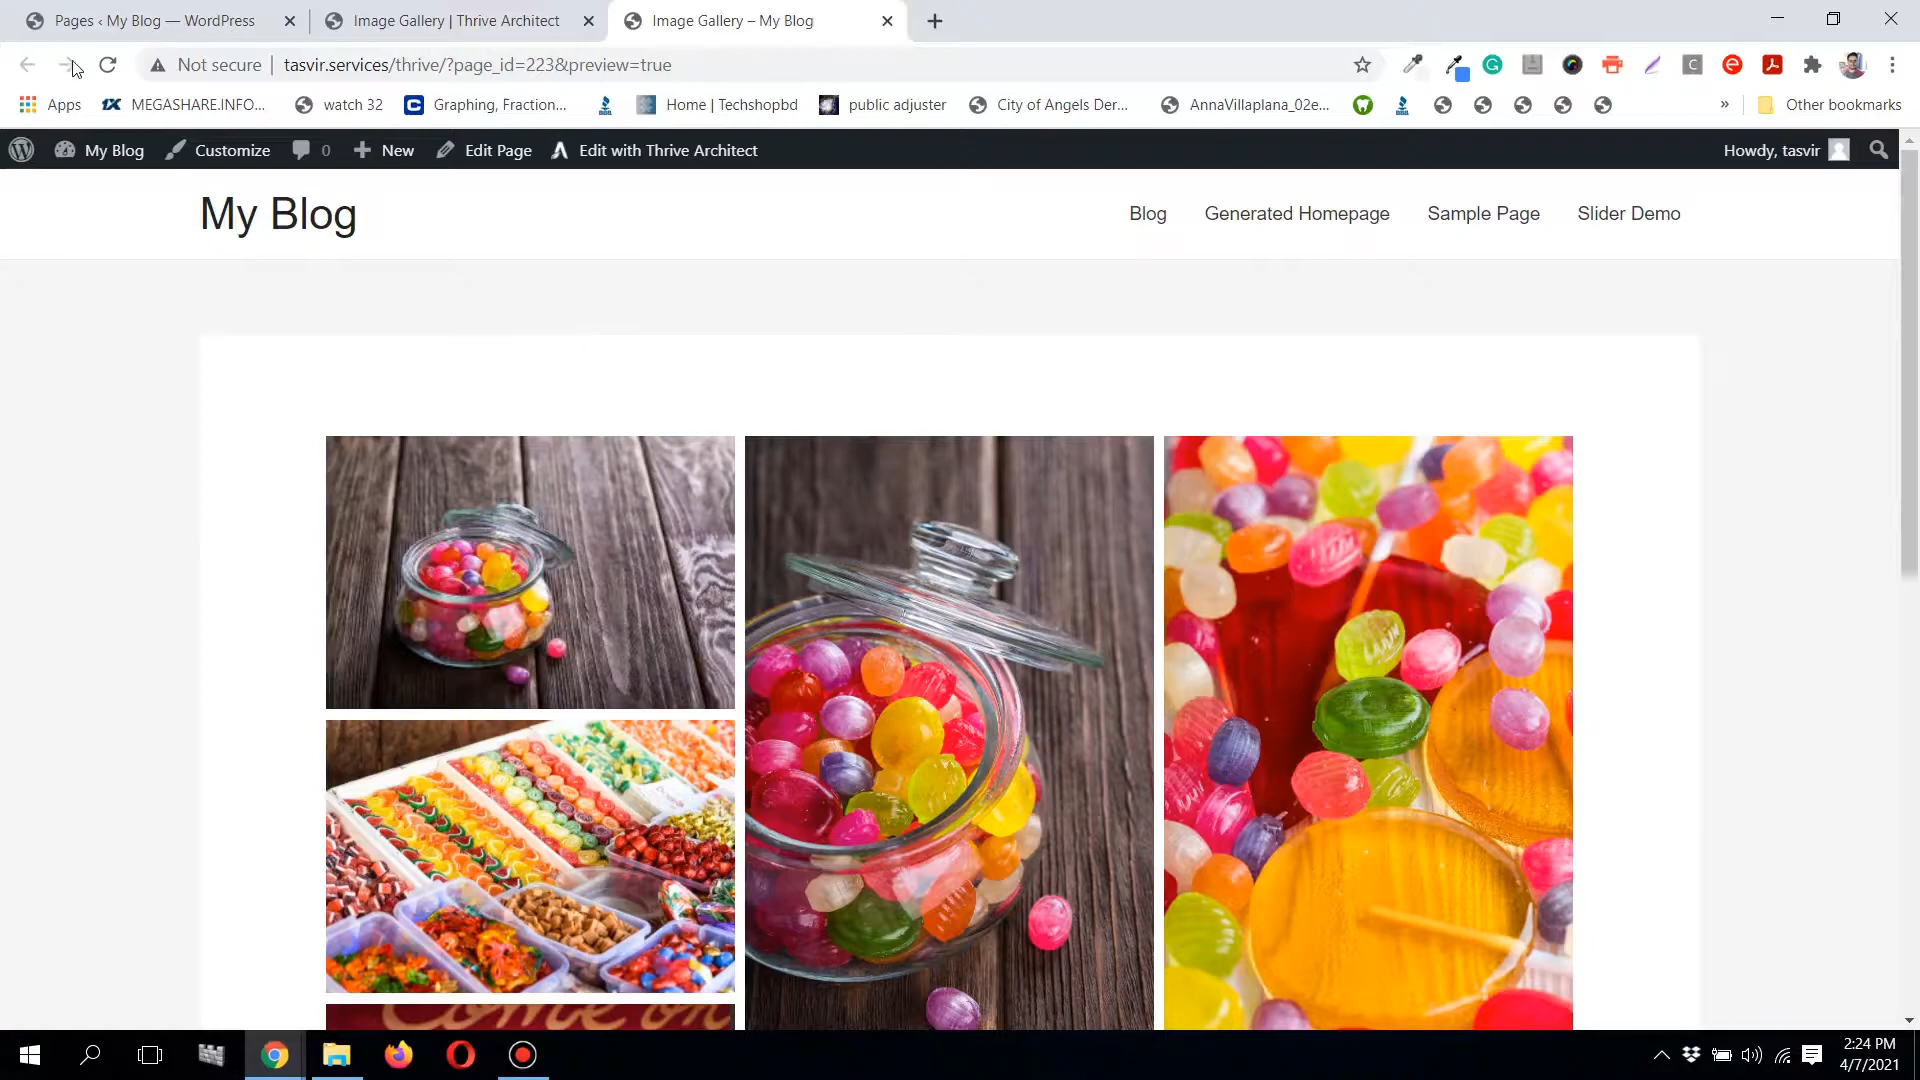 Pages ‹ My Blog — WordPress
Image Gallery | Thrive Architect
Image Gallery – My Blog
Not secure | tasvir.services/thrive/?page_id=223&preview=true
Apps
MEGASHARE.INFO...
watch 32
Graphing, Fraction...
Home | Techshopbd
public adjuster
City of Angels Der...
AnnaVillaplana_02e...
»
Other bookmarks
My Blog
Customize
0
New
Edit Page
Edit with Thrive Architect
Howdy, tasvir
My Blog
Blog
Generated Homepage
Sample Page
Slider Demo
Come on
2:24 PM
4/7/2021